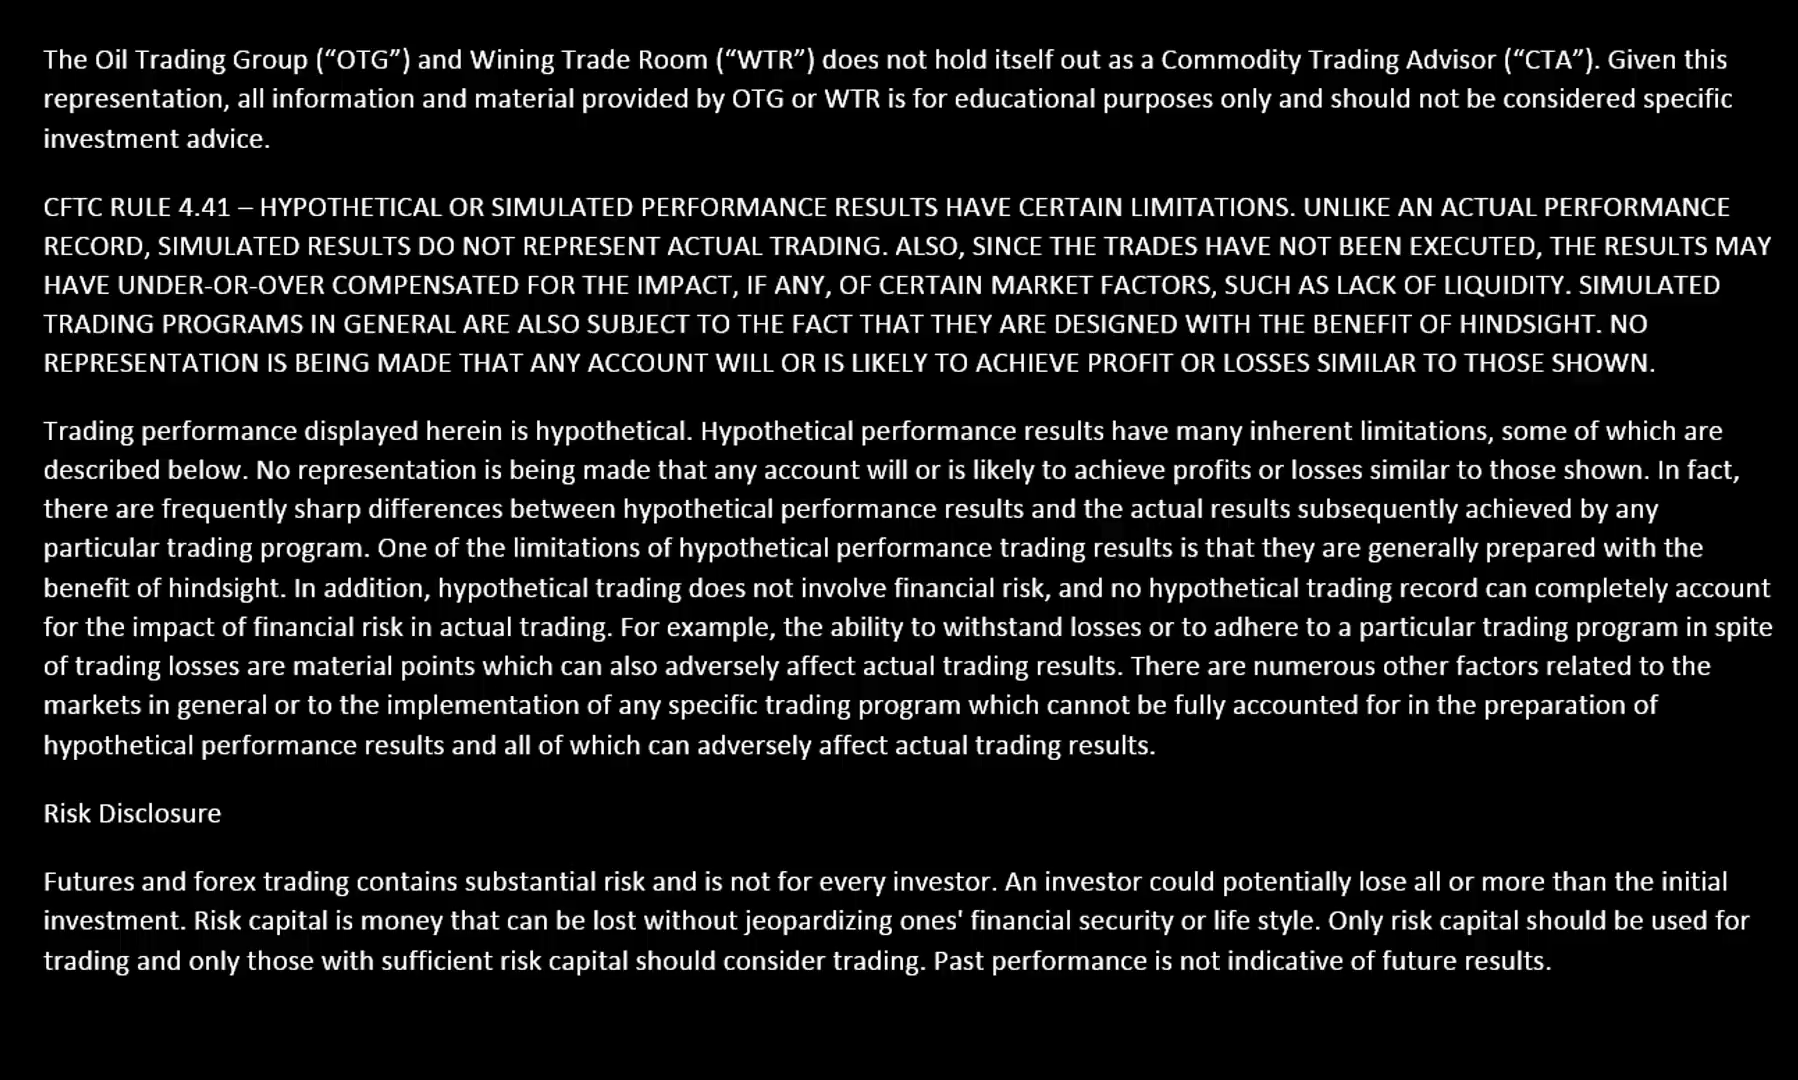 The Oil Trading Group (“OTG”) and Wining Trade Room (“WTR”) does not hold itself out as a Commodity Trading Advisor (“CTA”). Given this
representation, all information and material provided by OTG or WTR is for educational purposes only and should not be considered specific
investment advice.
CFTC RULE 4.41 – HYPOTHETICAL OR SIMULATED PERFORMANCE RESULTS HAVE CERTAIN LIMITATIONS. UNLIKE AN ACTUAL PERFORMANCE
RECORD, SIMULATED RESULTS DO NOT REPRESENT ACTUAL TRADING. ALSO, SINCE THE TRADES HAVE NOT BEEN EXECUTED, THE RESULTS MAY
HAVE UNDER-OR-OVER COMPENSATED FOR THE IMPACT, IF ANY, OF CERTAIN MARKET FACTORS, SUCH AS LACK OF LIQUIDITY. SIMULATED
TRADING PROGRAMS IN GENERAL ARE ALSO SUBJECT TO THE FACT THAT THEY ARE DESIGNED WITH THE BENEFIT OF HINDSIGHT. NO
REPRESENTATION IS BEING MADE THAT ANY ACCOUNT WILL OR IS LIKELY TO ACHIEVE PROFIT OR LOSSES SIMILAR TO THOSE SHOWN.
Trading performance displayed herein is hypothetical. Hypothetical performance results have many inherent limitations, some of which are
described below. No representation is being made that any account will or is likely to achieve profits or losses similar to those shown. In fact,
there are frequently sharp differences between hypothetical performance results and the actual results subsequently achieved by any
particular trading program. One of the limitations of hypothetical performance trading results is that they are generally prepared with the
benefit of hindsight. In addition, hypothetical trading does not involve financial risk, and no hypothetical trading record can completely account
for the impact of financial risk in actual trading. For example, the ability to withstand losses or to adhere to a particular trading program in spite
of trading losses are material points which can also adversely affect actual trading results. There are numerous other factors related to the
markets in general or to the implementation of any specific trading program which cannot be fully accounted for in the preparation of
hypothetical performance results and all of which can adversely affect actual trading results.
Risk Disclosure
Futures and forex trading contains substantial risk and is not for every investor. An investor could potentially lose all or more than the initial
investment. Risk capital is money that can be lost without jeopardizing ones' financial security or life style. Only risk capital should be used for
trading and only those with sufficient risk capital should consider trading. Past performance is not indicative of future results.